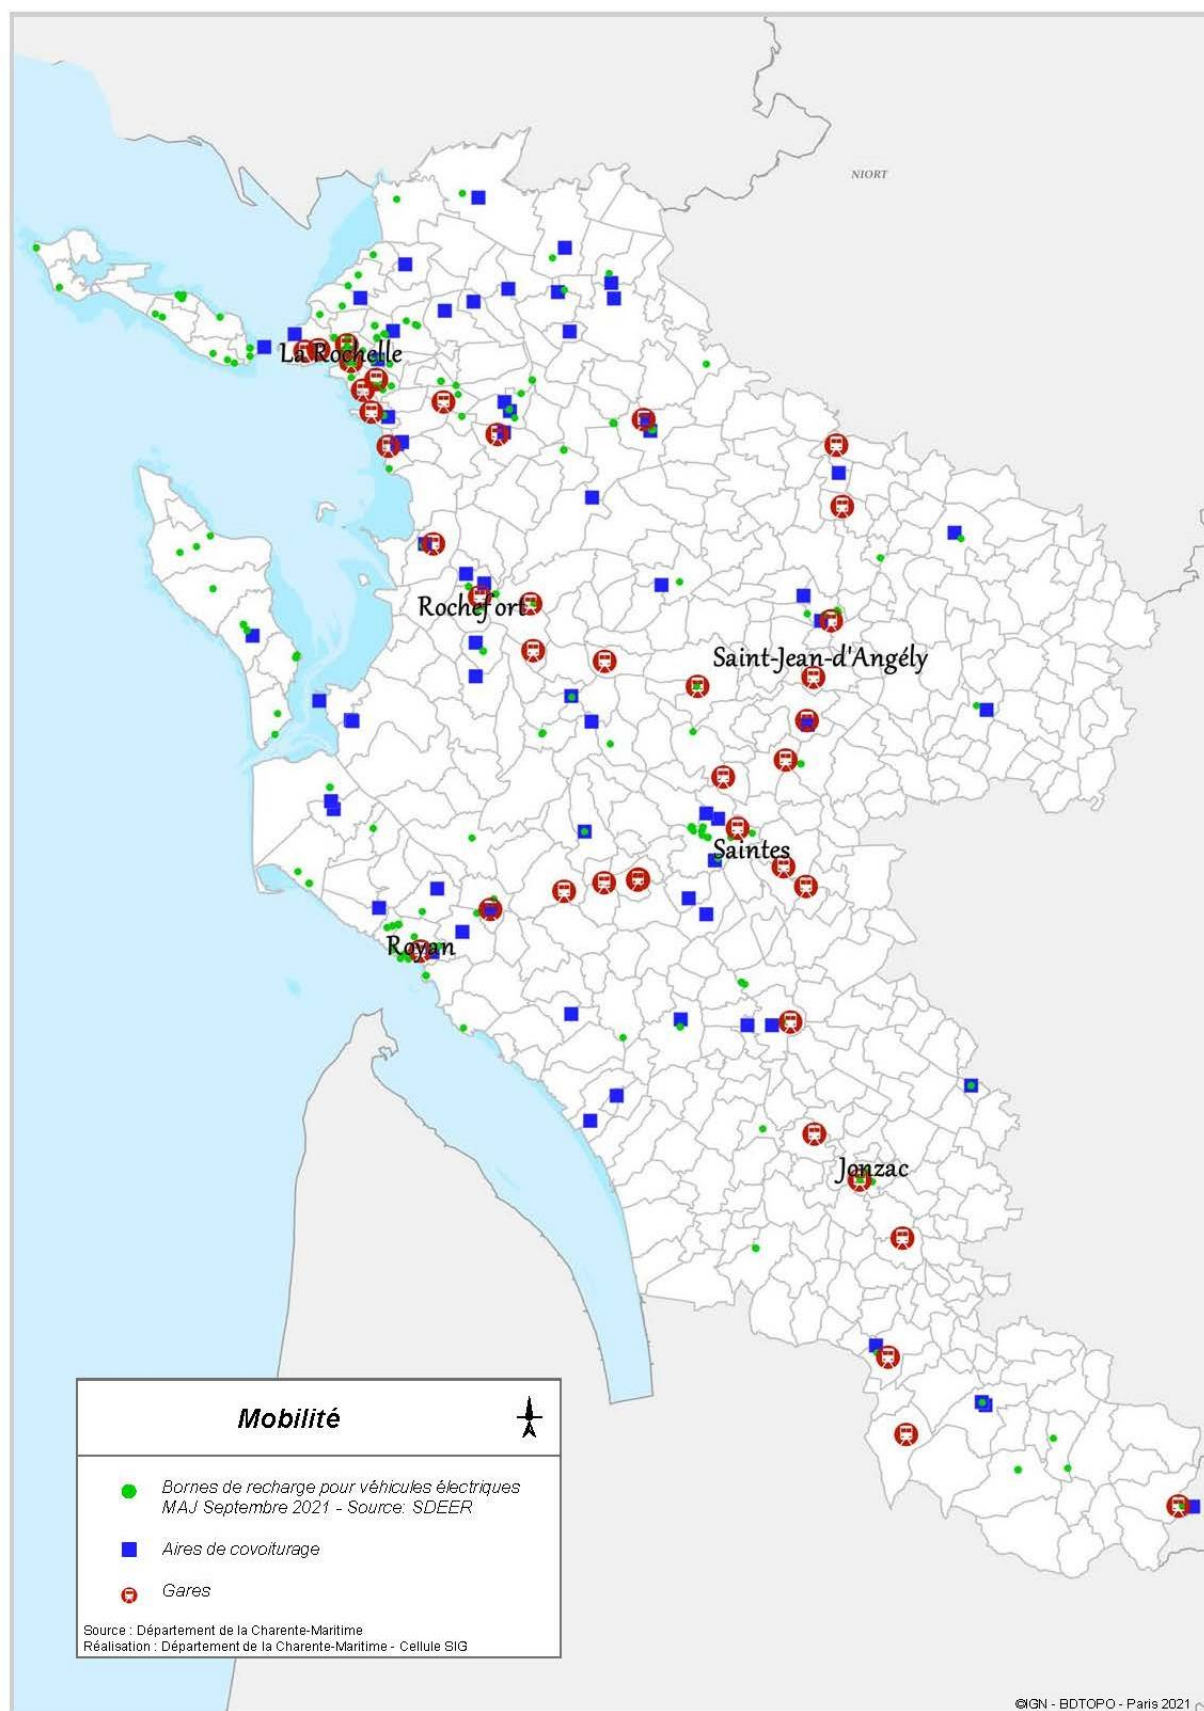 NIORT
La Rochelle
Rochefort
Saint-Jean-d'Angély
Saintes
Royan
Jonzac
Mobilité
Bornes de recharge pour véhicules électriques
MAJ Septembre 2021 - Source: SDEER
Aires de covoiturage
Gares
Source : Département de la Charente-Maritime
Réalisation : Département de la Charente-Maritime - Cellule SIG
©IGN - BDTOPO - Paris 2021